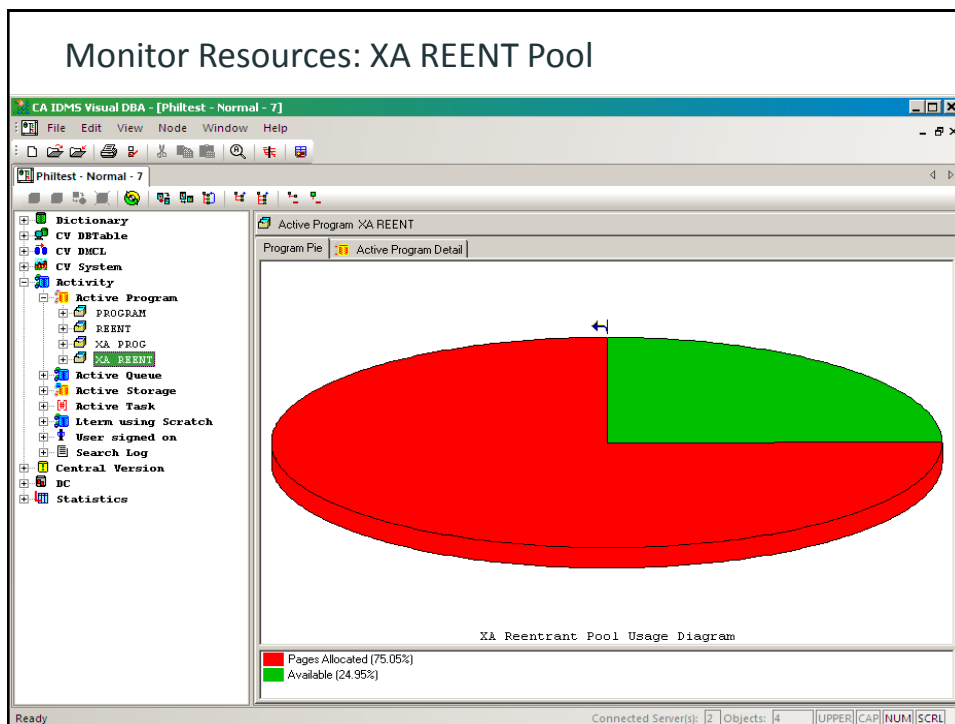 Monitor Resources: XA REENT Pool
CA IDMS Visual DBA - [Philtest - Normal - 7]
File Edit View Node Window Help
Philtest - Normal - 7
Dictionary
CV DBTable
CV DMCL
CV System
Activity
Active Program
PROGRAM
REENT
XA PROG
XA REENT
Active Queue
Active Storage
Active Task
Lterm using Scratch
User signed on
Search Log
Central Version
DC
Statistics
Active Program XA REENT
Program Pie
Active Program Detail
XA Reentrant Pool Usage Diagram
Pages Allocated (75.05%)
Available (24.95%)
Ready
Connected Server(s): 2 Objects: 4 UPPER CAP NUM SCRL